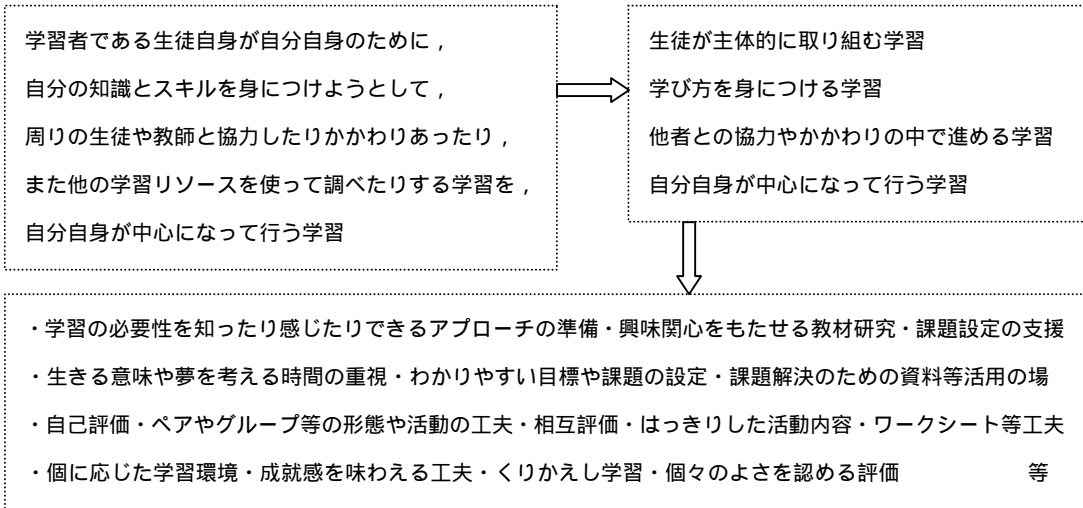 学習者である生徒自身が自分自身のために，
自分の知識とスキルを身につけようとして，
周りの生徒や教師と協力したりかかわりあったり，
また他の学習リソースを使って調べたりする学習を，
自分自身が中心になって行う学習
生徒が主体的に取り組む学習
学び方を身につける学習
他者との協力やかかわりの中で進める学習
自分自身が中心になって行う学習
・学習の必要性を知ったり感じたりできるアプローチの準備・興味関心をもたせる教材研究・課題設定の支援
・生きる意味や夢を考える時間の重視・わかりやすい目標や課題の設定・課題解決のための資料等活用の場
・自己評価・ペアやグループ等の形態や活動の工夫・相互評価・はっきりした活動内容・ワークシート等工夫
・個に応じた学習環境・成就感を味わえる工夫・くりかえし学習・個々のよさを認める評価　　　　　等